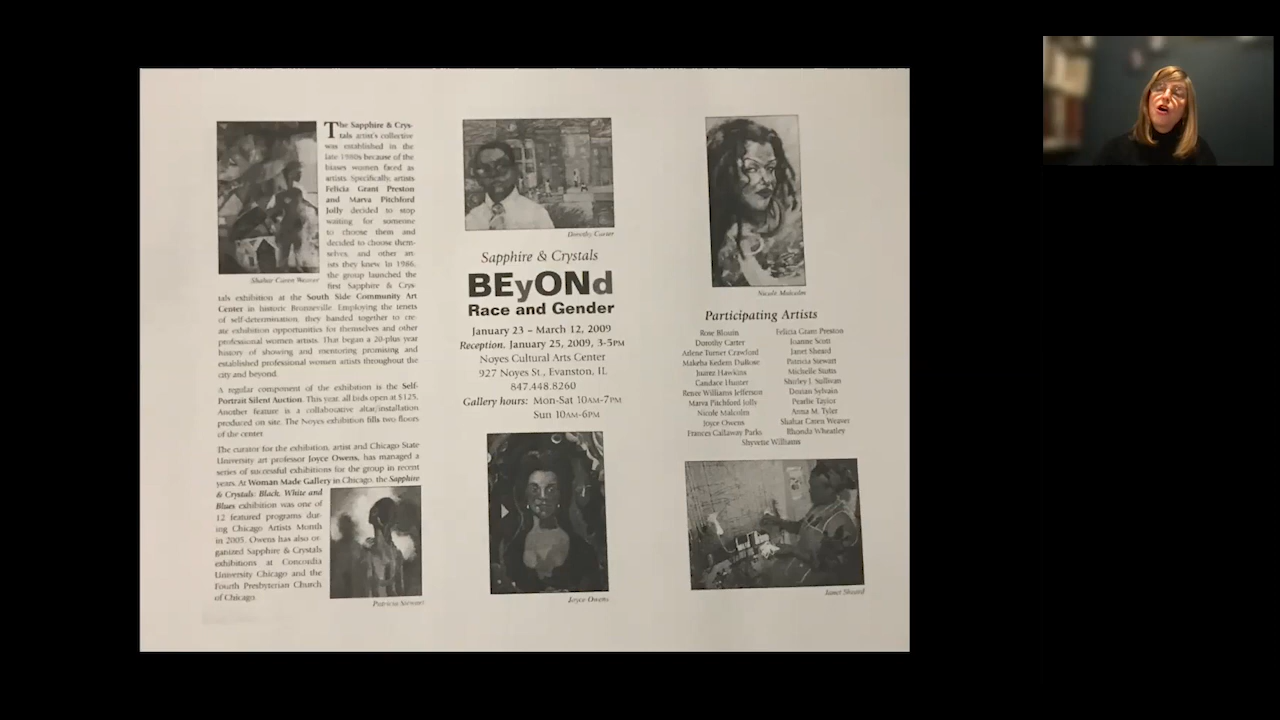 The Sapphire & Crys-
tals artist's collective
was established in the
late 1980s because of the
biases women faced as
artists. Specifically, artists
Felicia Grant Preston
and Marva Pitchford
Jolly decided to stop
waiting for someone
to choose them and
decided to choose them-
selves, and other art-
ists they knew. In 1986,
the group launched the
first Sapphire & Crys-
tals exhibition at the South Side Community Art
Center in historic Bronzeville. Employing the tenets
of self-determination, they banded together to cre-
ate exhibition opportunities for themselves and other
professional women artists. That began a 20-plus year
history of showing and mentoring promising and
established professional women artists throughout the
city and beyond.
A regular component of the exhibition is the Self-
Portrait Silent Auction. This year, all bids open at $125.
Another feature is a collaborative altar/installation
produced on site. The Noyes exhibition fills two floors
of the center.
The curator for the exhibition, artist and Chicago State
University art professor Joyce Owens, has managed a
series of successful exhibitions for the group in recent
years. At Woman Made Gallery in Chicago, the Sapphire
& Crystals: Black, White and
Blues exhibition was one of
12 featured programs dur-
ing Chicago Artists Month
in 2005. Owens has also or-
ganized Sapphire & Crystals
exhibitions at Concordia
University Chicago and the
Fourth Presbyterian Church
of Chicago.
Shahar Caren Weaver
Patricia Stewart
Dorothy Carter
Sapphire & Crystals
BEyONd
Race and Gender
January 23 – March 12, 2009
Reception. January 25, 2009, 3-5PM
Noyes Cultural Arts Center
927 Noyes St., Evanston, IL
847.448.8260
Gallery hours: Mon-Sat 10AM-7PM
Sun 10AM-6PM
Joyce Owens
Nicole Malcolm
Participating Artists
Rose Blouin
Dorothy Carter
Arlene Turner Crawford
Makeba Kedem DuBose
Juarez Hawkins
Candace Hunter
Renee Williams Jefferson
Marva Pitchford Jolly
Nicole Malcolm
Joyce Owens
Frances Callaway Parks
Felicia Grant Preston
Joanne Scott
Janet Sheard
Patricia Stewart
Michelle Stutts
Shirley J. Sullivan
Dorian Sylvain
Pearlie Taylor
Anna M. Tyler
Shahar Caren Weaver
Rhonda Wheatley
Shyvette Williams
Janet Sheard